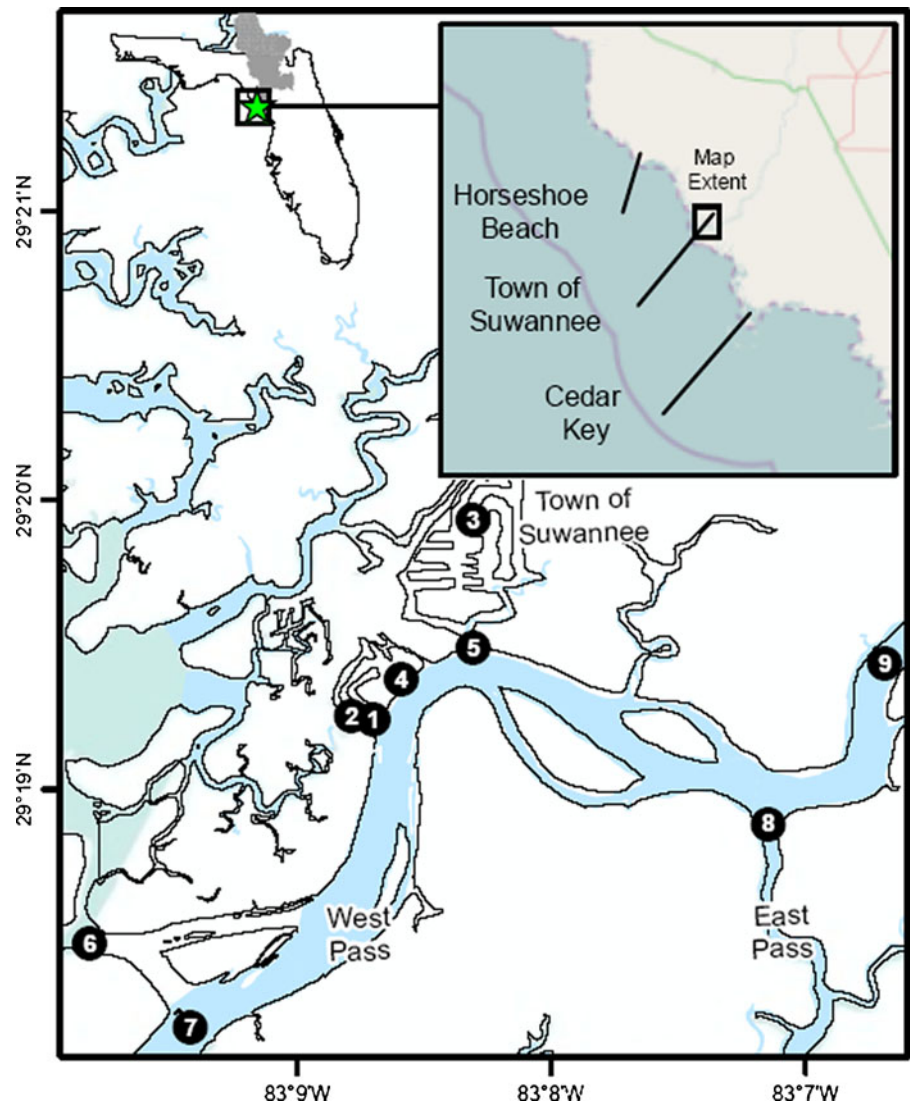 29°21'N
29°20'N
29°19'N
Horseshoe
Beach
Map
Extent
Town of
Suwannee
Cedar
Key
Town of
Suwannee
3
5
4
9
2
1
8
West
Pass
East
Pass
6
7
83°9'W
83°8'W
83°7'W